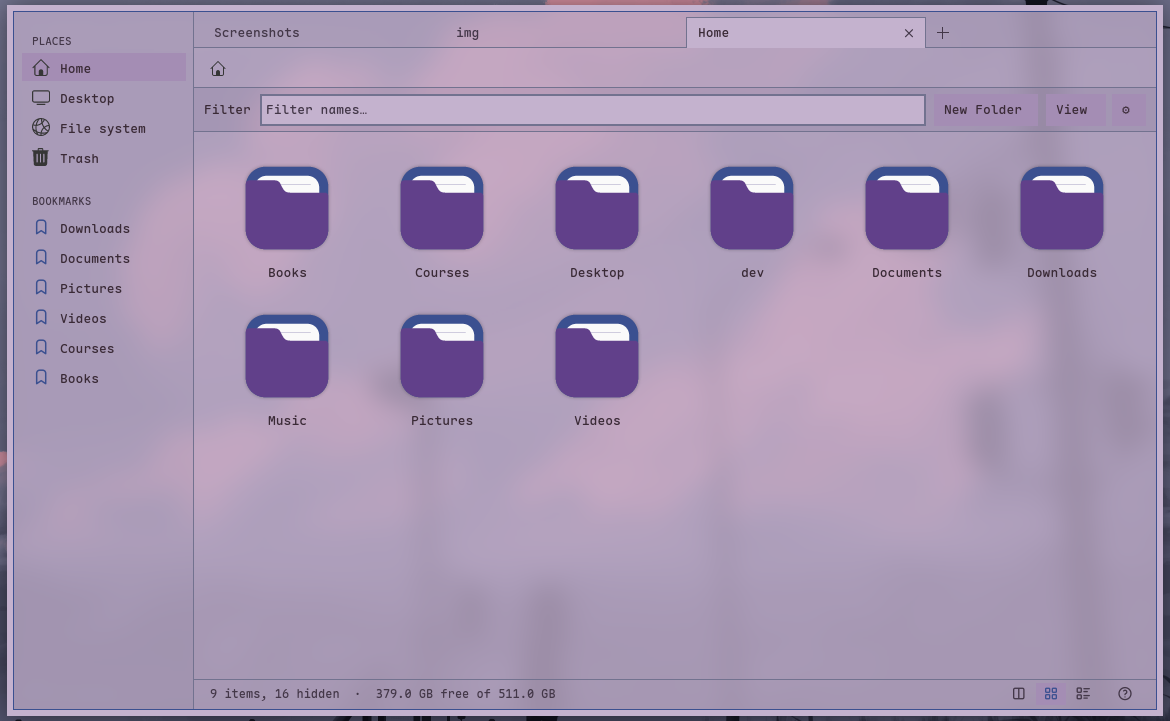 PLACES
Home
Desktop
File system
Trash
BOOKMARKS
Downloads
Documents
Pictures
Videos
Courses
Books
Screenshots
img
Home
Filter
Filter names…
New Folder
View
Books
Courses
Desktop
dev
Documents
Downloads
Music
Pictures
Videos
9 items, 16 hidden · 379.0 GB free of 511.0 GB